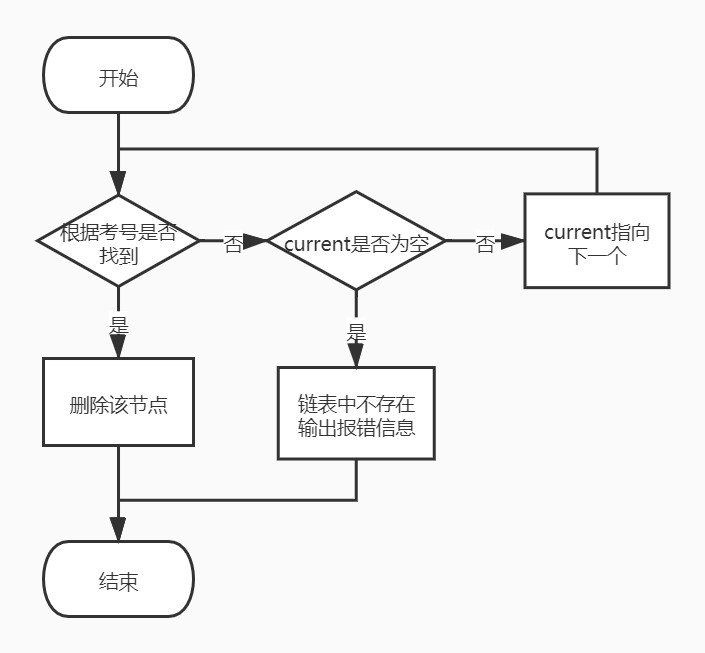 开始
根据考号是否
找到
否
current是否为空
否
current指向
下一个
是
是
删除该节点
链表中不存在
输出报错信息
结束